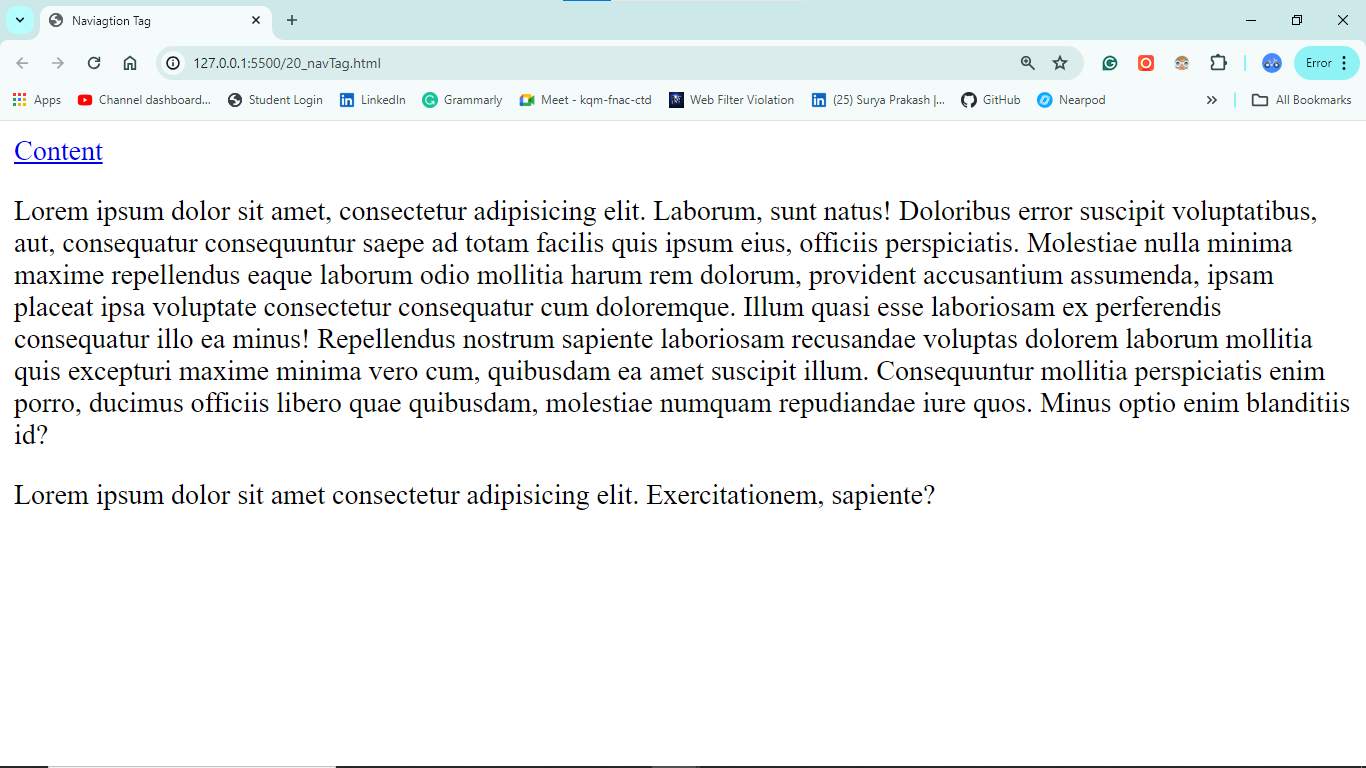 Naviagtion Tag
127.0.0.1:5500/20_navTag.html
Error
Apps
Channel dashboard...
Student Login
LinkedIn
Grammarly
Meet - kqm-fnac-ctd
Web Filter Violation
(25) Surya Prakash |...
GitHub
Nearpod
All Bookmarks
Content
Lorem ipsum dolor sit amet, consectetur adipisicing elit. Laborum, sunt natus! Doloribus error suscipit voluptatibus,
aut, consequatur consequuntur saepe ad totam facilis quis ipsum eius, officiis perspiciatis. Molestiae nulla minima
maxime repellendus eaque laborum odio mollitia harum rem dolorum, provident accusantium assumenda, ipsam
placeat ipsa voluptate consectetur consequatur cum doloremque. Illum quasi esse laboriosam ex perferendis
consequatur illo ea minus! Repellendus nostrum sapiente laboriosam recusandae voluptas dolorem laborum mollitia
quis excepturi maxime minima vero cum, quibusdam ea amet suscipit illum. Consequuntur mollitia perspiciatis enim
porro, ducimus officiis libero quae quibusdam, molestiae numquam repudiandae iure quos. Minus optio enim blanditiis
id?
Lorem ipsum dolor sit amet consectetur adipisicing elit. Exercitationem, sapiente?